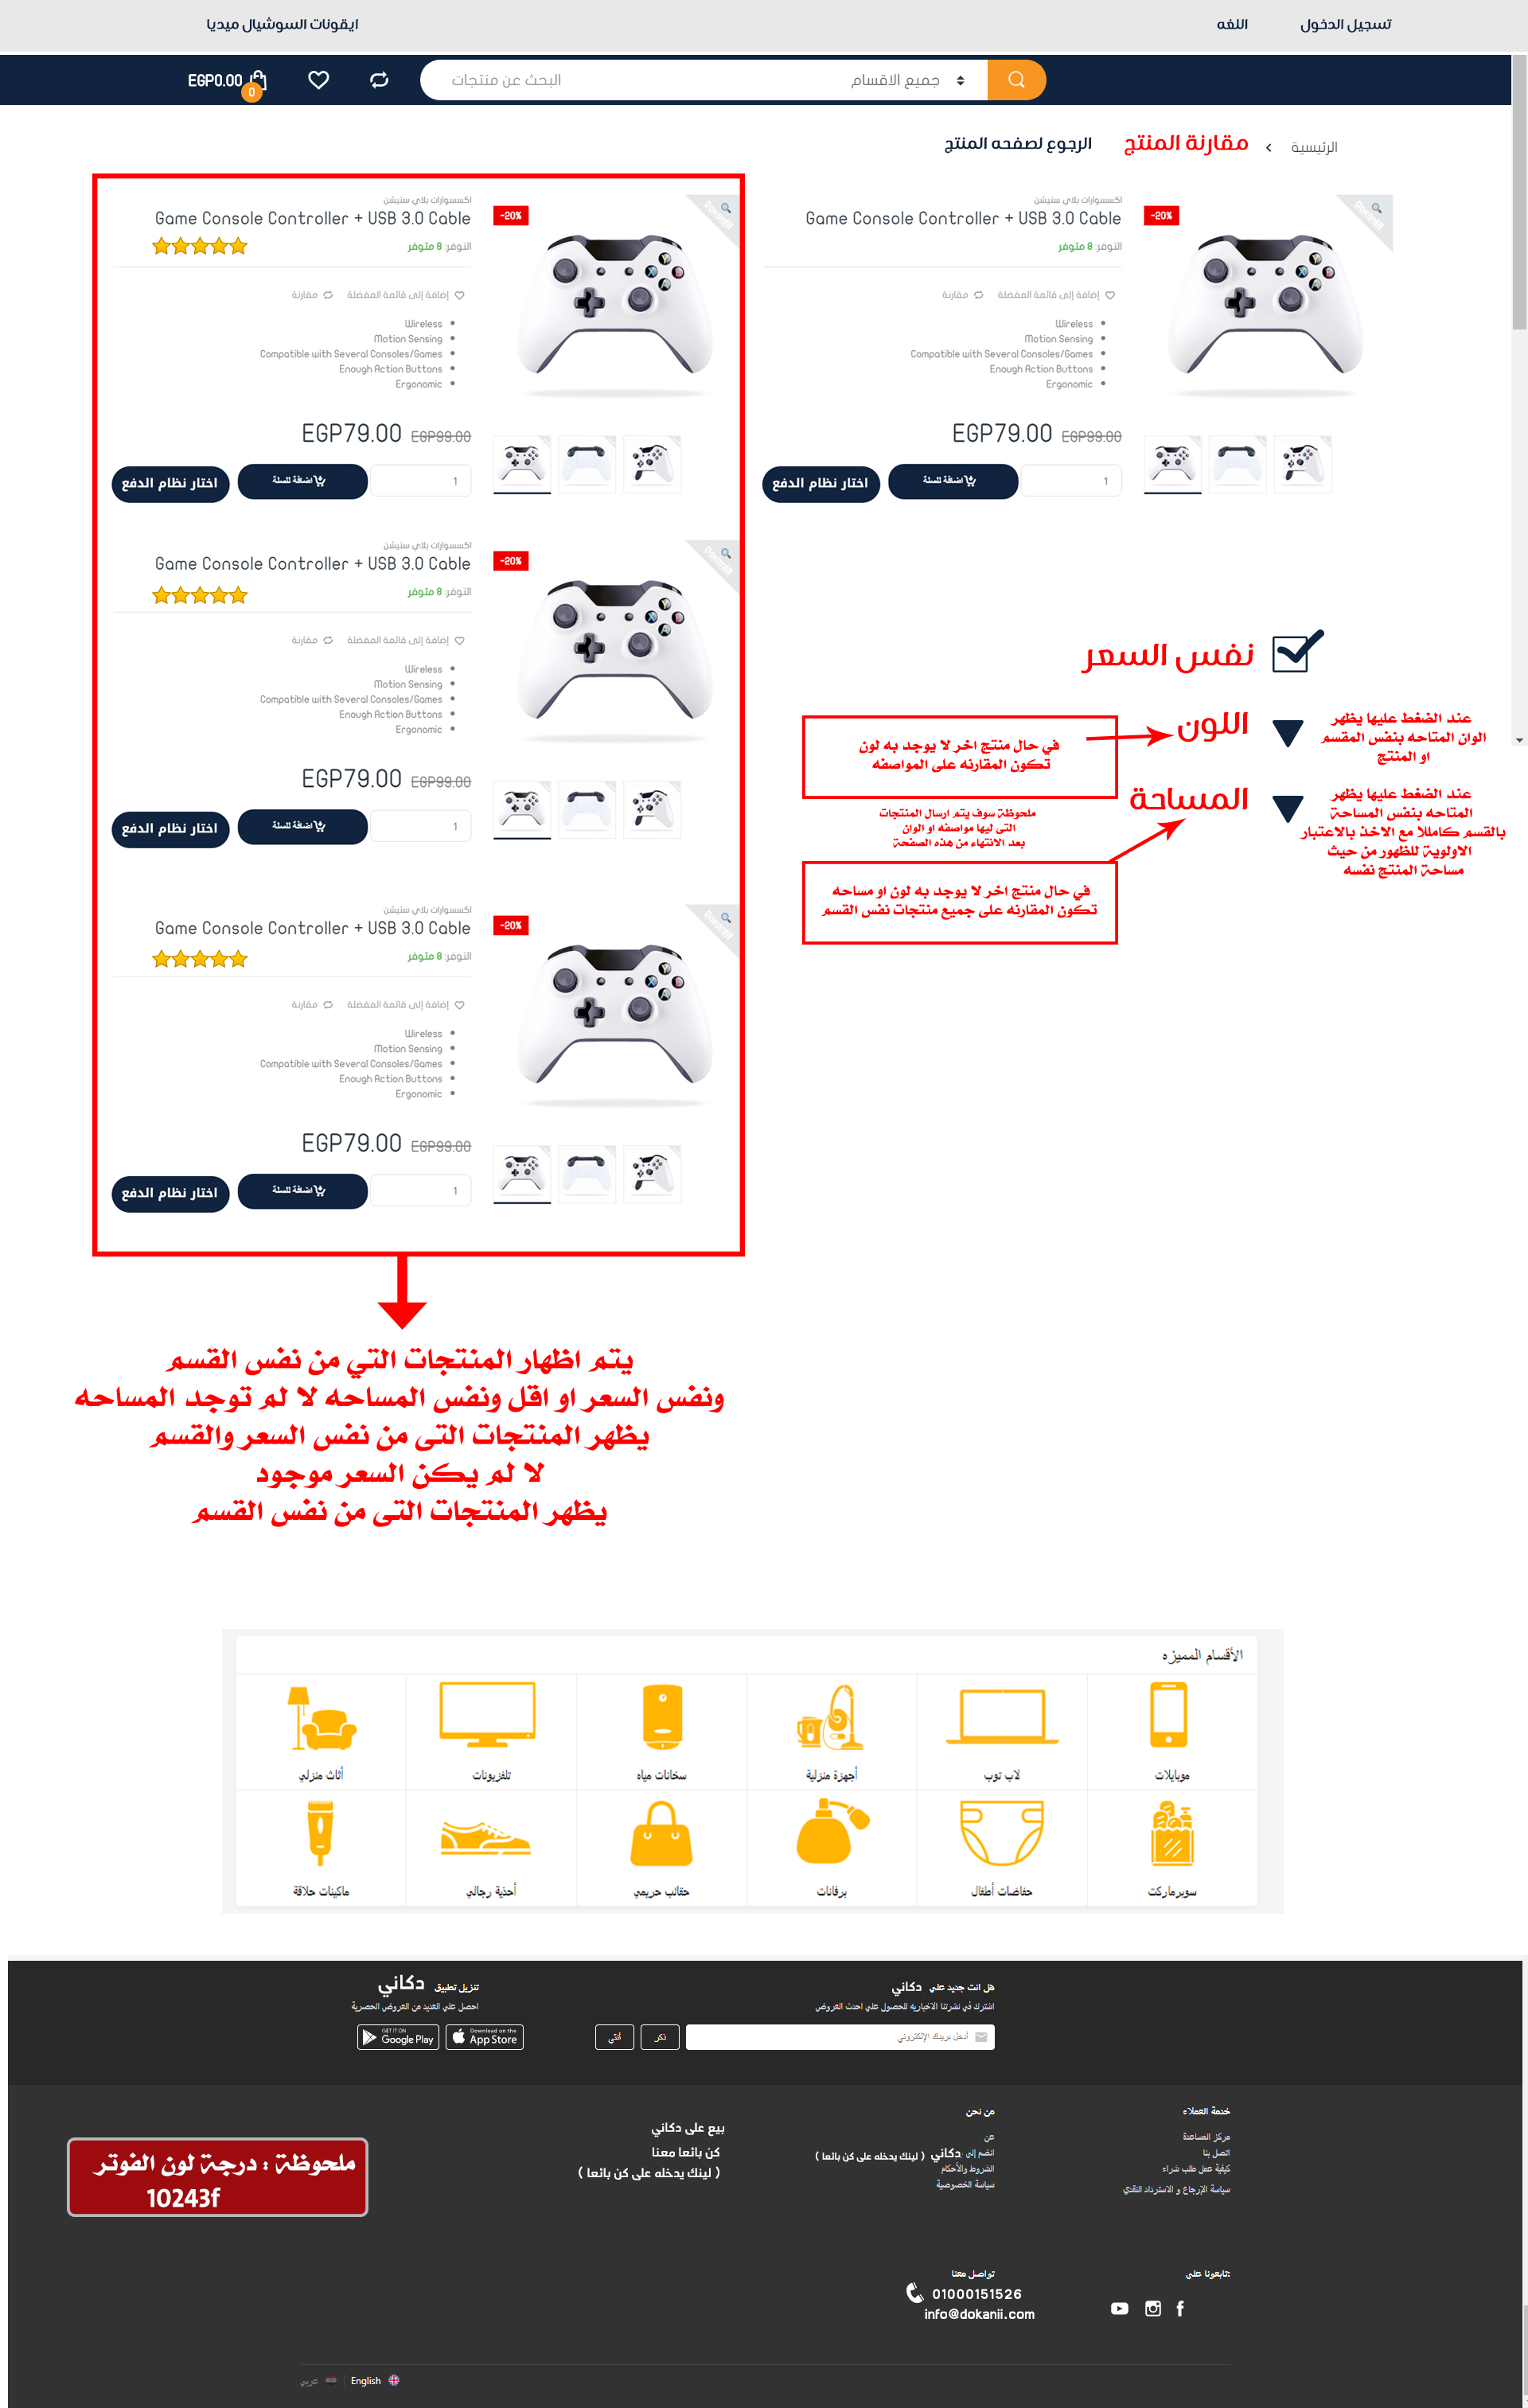 تسجيل الدخول
اللغه
ايقونات السوشيال ميديا
جميع الاقسام
البحث عن منتجات
EGP0.00
0
الرئيسية
مقارنة المنتج
الرجوع لصفحه المنتج
Dokanii
-20%
اكسسوارات بلاي ستيشن
Game Console Controller + USB 3.0 Cable
التوفر: 8 متوفر
إضافة إلى قائمة المفضلة
مقارنة
Wireless
Motion Sensing
Compatible with Several Consoles/Games
Enough Action Buttons
Ergonomic
EGP99.00 EGP79.00
1
اضافة للسلة
اختار نظام الدفع
Dokanii
-20%
اكسسوارات بلاي ستيشن
Game Console Controller + USB 3.0 Cable
التوفر: 8 متوفر
إضافة إلى قائمة المفضلة
مقارنة
Wireless
Motion Sensing
Compatible with Several Consoles/Games
Enough Action Buttons
Ergonomic
EGP99.00 EGP79.00
1
اضافة للسلة
اختار نظام الدفع
Dokanii
-20%
اكسسوارات بلاي ستيشن
Game Console Controller + USB 3.0 Cable
التوفر: 8 متوفر
إضافة إلى قائمة المفضلة
مقارنة
Wireless
Motion Sensing
Compatible with Several Consoles/Games
Enough Action Buttons
Ergonomic
EGP99.00 EGP79.00
1
اضافة للسلة
اختار نظام الدفع
Dokanii
-20%
اكسسوارات بلاي ستيشن
Game Console Controller + USB 3.0 Cable
التوفر: 8 متوفر
إضافة إلى قائمة المفضلة
مقارنة
Wireless
Motion Sensing
Compatible with Several Consoles/Games
Enough Action Buttons
Ergonomic
EGP99.00 EGP79.00
1
اضافة للسلة
اختار نظام الدفع
نفس السعر
عند الضغط عليها يظهر
الوان المتاحه بنفس المقسم
او المنتج
اللون
في حال منتج اخر لا يوجد به لون
تكون المقارنه على المواصفه
عند الضغط عليها يظهر
المتاحه بنفس المساحة
بالقسم كاملا مع الاخذ بالاعتبار
الاولوية للظهور من حيث
مساحة المنتج نفسه
المساحة
ملحوظة سوف يتم ارسال المنتجات
التى ليها مواصفه او الوان
بعد الانتهاء من هذه الصفحة
في حال منتج اخر لا يوجد به لون او مساحه
تكون المقارنه على جميع منتجات نفس القسم
يتم اظهار المنتجات التي من نفس القسم
ونفس السعر او اقل ونفس المساحه لا لم توجد المساحه
يظهر المنتجات التى من نفس السعر والقسم
لا لم يكن السعر موجود
يظهر المنتجات التى من نفس القسم
الأقسام المميزه
موبايلات
لاب توب
أجهزة منزلية
سخانات مياه
تلفزيونات
أثاث منزلي
سوبرماركت
حفاضات أطفال
برفانات
حقائب حريمي
أحذية رجالي
ماكينات حلاقة
هل انت جديد علي دكاني
اشترك في نشرتنا الاخباريه للحصول علي احدث العروض
أدخل بريدك الإلكتروني
ذكر
أنثي
تنزيل تطبيق دكاني
احصل علي العديد من العروض الحصرية
Download on the
App Store
GET IT ON
Google Play
خدمة العملاء
مركز المساعدة
اتصل بنا
كيفية عمل طلب شراء
سياسة الإرجاع و الاسترداد النقدي
من نحن
عن
انضم إلى: دكاني ( لينك يدخله على كن بائعا )
الشروط والأحكام
سياسة الخصوصية
بيع على دكاني
كن بائعا معنا
( لينك يدخله على كن بائعا )
ملحوظة : درجة لون الفوتر
10243f
تابعونا على:
تواصل معنا
01000151526
info@dokanii.com
English
عربي